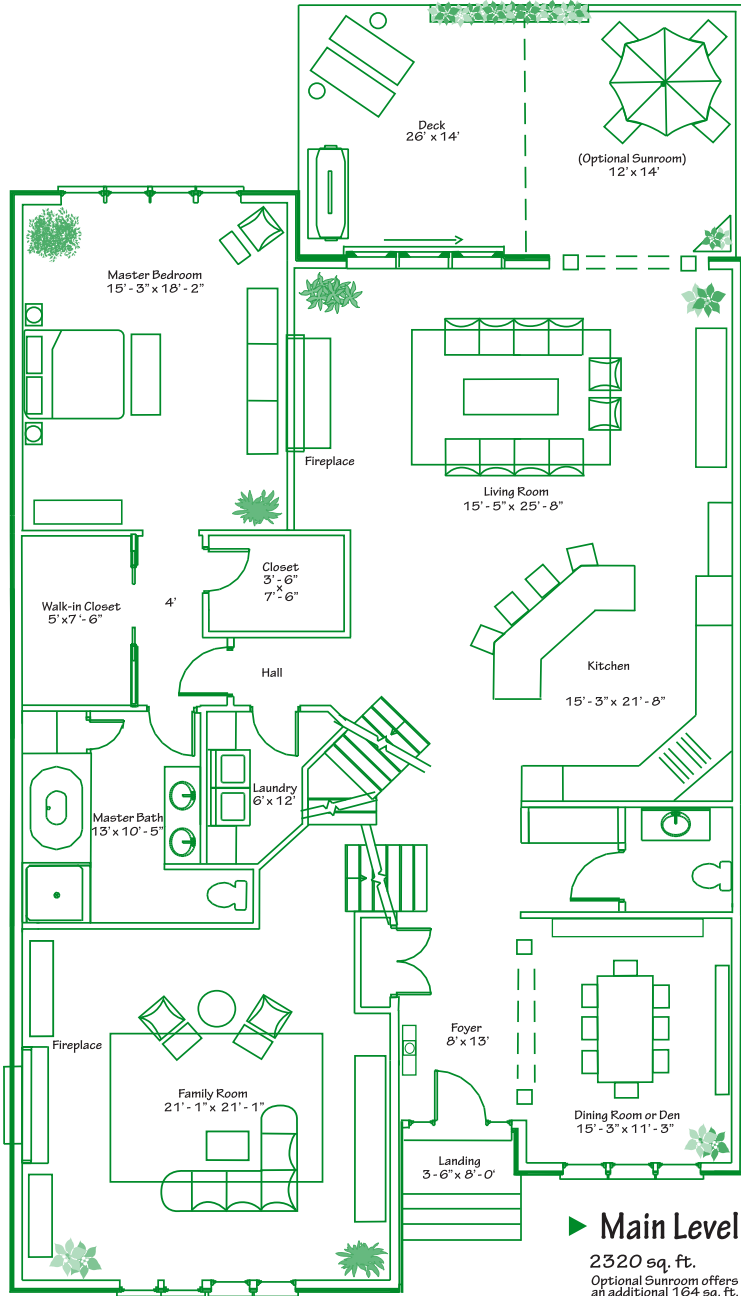 Deck
26' x 14'
(Optional Sunroom)
12' x 14'
Master Bedroom
15' - 3" x 18' - 2"
Fireplace
Living Room
15' - 5" x 25' - 8"
Closet
3' - 6"
x
7' - 6"
Walk-in Closet
5' x7 '- 6"
4'
Hall
Kitchen
15' - 3" x 21' - 8"
Laundry
6' x 12'
Master Bath
13' x 10' - 5"
Foyer
8' x 13'
Fireplace
Family Room
21' - 1" x 21' - 1"
Dining Room or Den
15' - 3" x 11' - 3"
Landing
3'-6" x 8'- 0'
Main Level
2320 sq. ft.
Optional Sunroom offers
an additional 164 sq. ft.